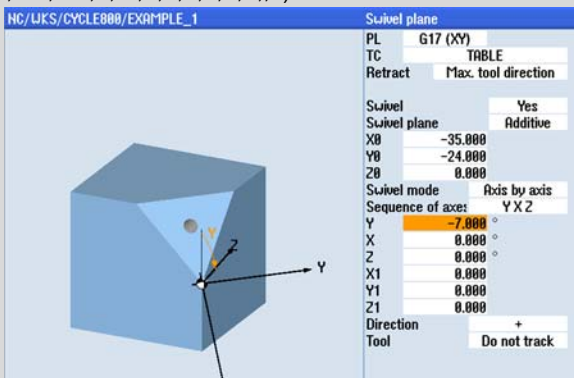 NC/WKS/CYCLE800/EXAMPLE_1
Swivel plane
PL G17 (XY)
TC TABLE
Retract Max. tool direction
Swivel Yes
Swivel plane Additive
X0 -35.000
Y0 -24.000
Z0 0.000
Swivel mode Axis by axis
Sequence of axes Y X Z
Y -7.000 °
X 0.000 °
Z 0.000 °
X1 0.000
Y1 0.000
Z1 0.000
Direction +
Tool Do not track
Y
Z
Y